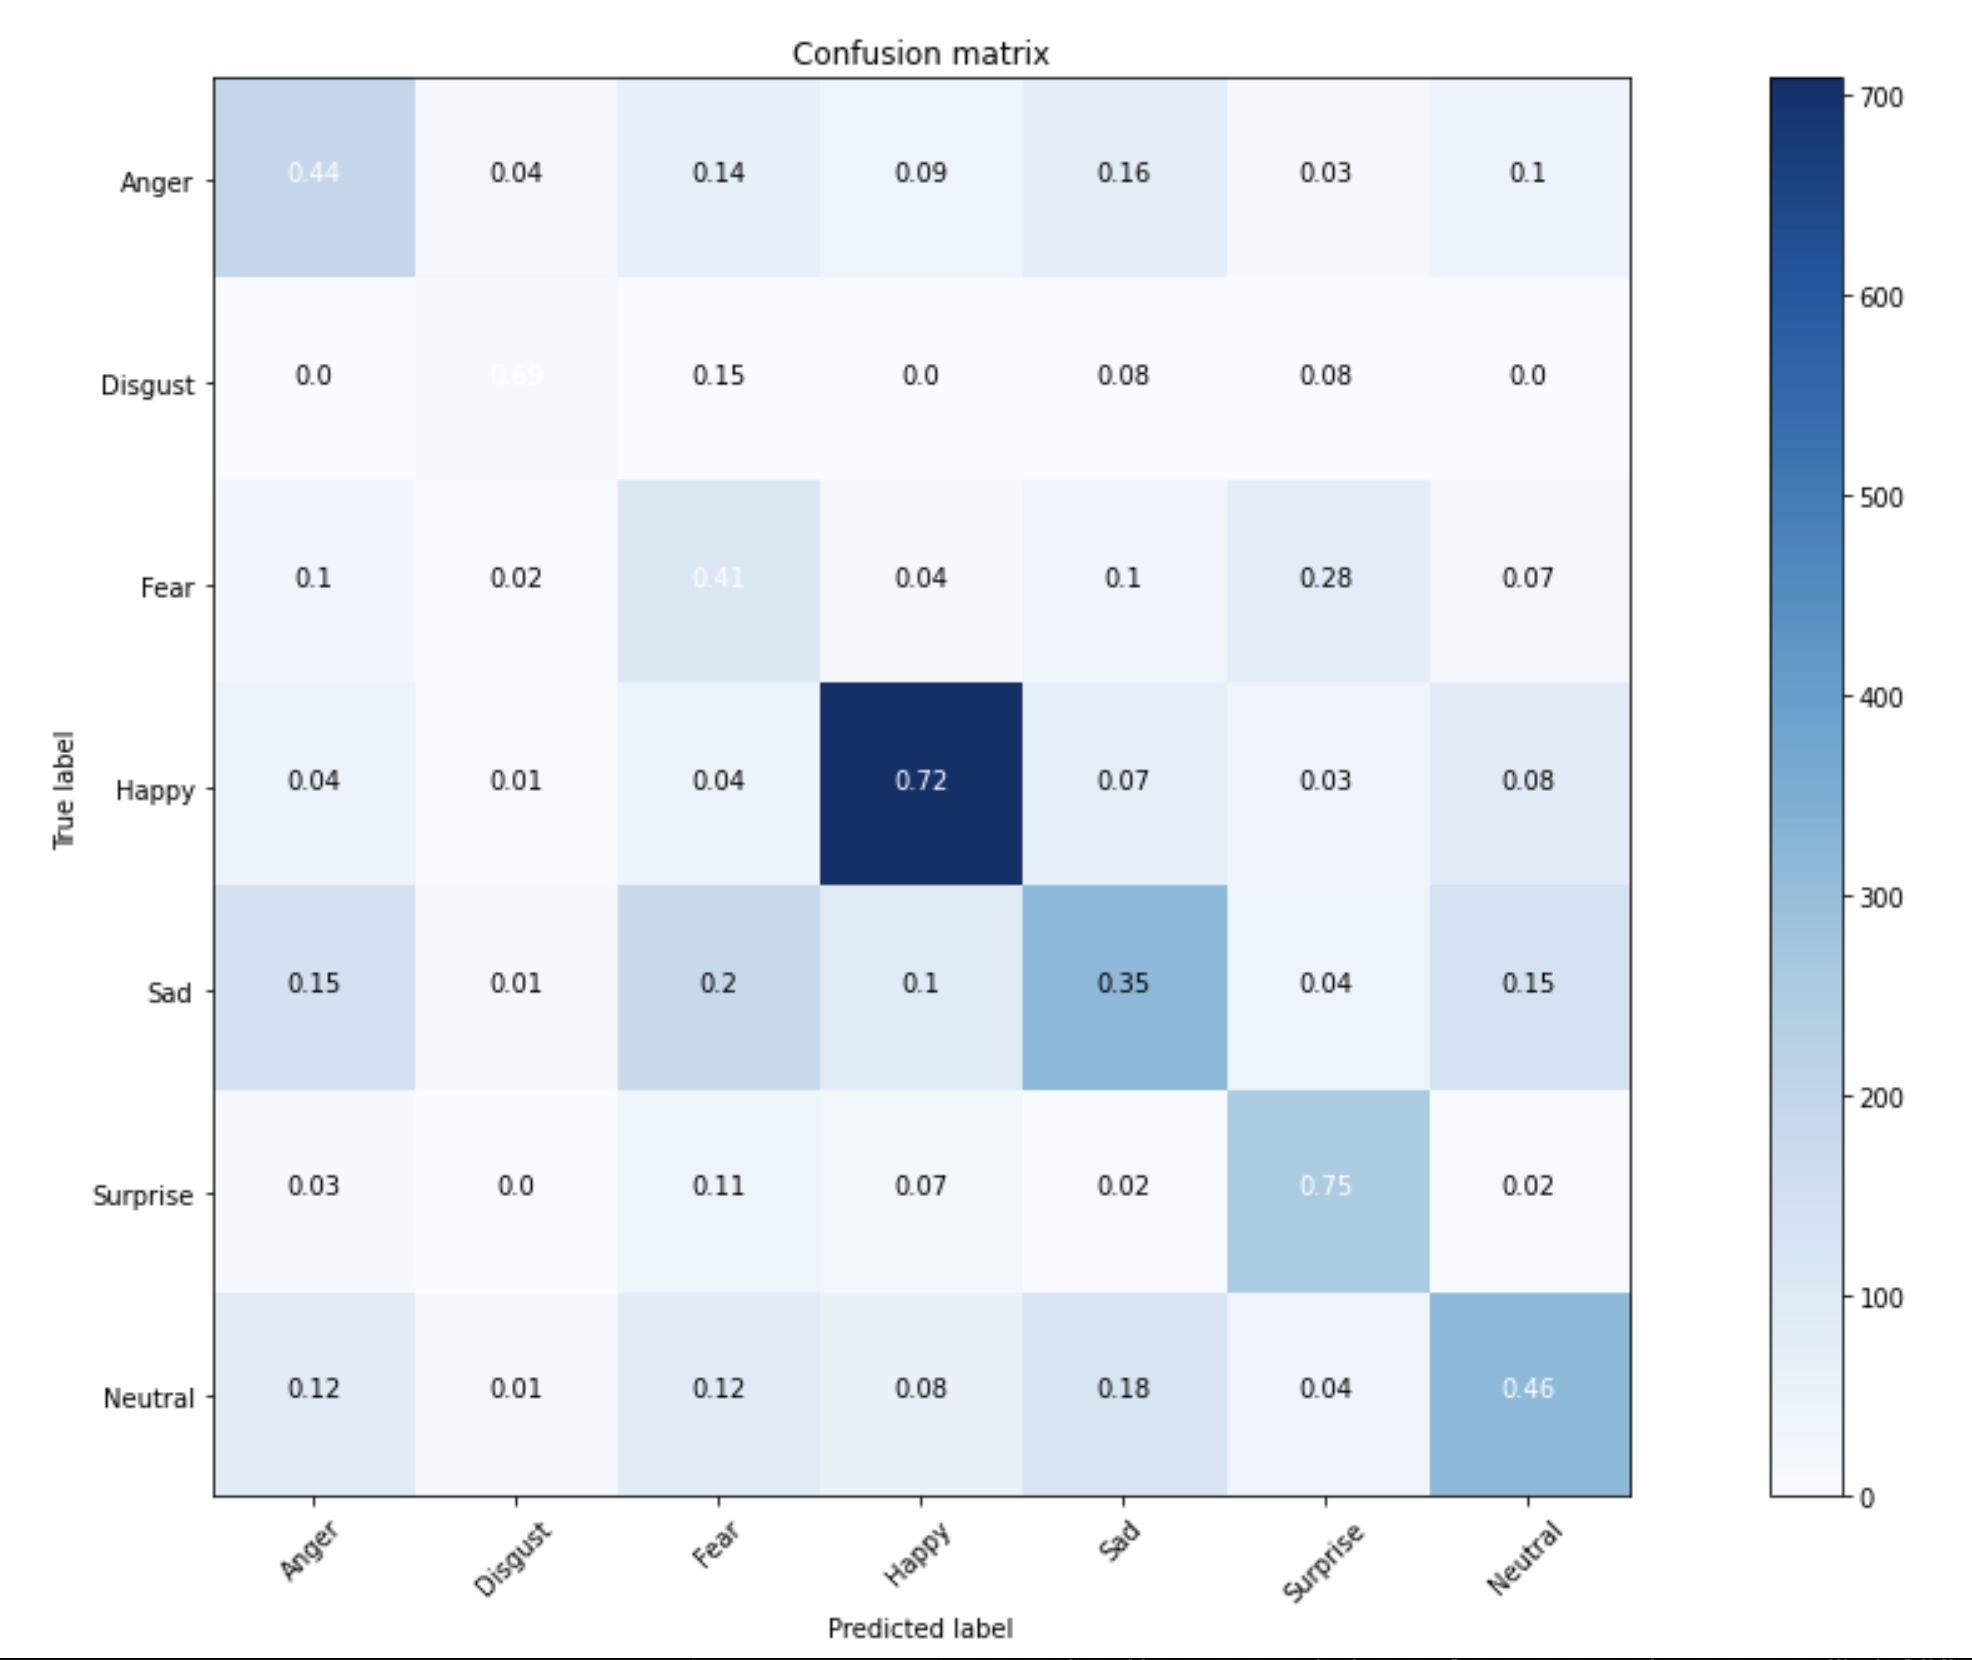 Confusion matrix
Anger 0.44 0.04 0.14 0.09 0.16 0.03 0.1
Disgust 0.0 0.69 0.15 0.0 0.08 0.08 0.0
Fear 0.1 0.02 0.41 0.04 0.1 0.28 0.07
Happy 0.04 0.01 0.04 0.72 0.07 0.03 0.08
Sad 0.15 0.01 0.2 0.1 0.35 0.04 0.15
Surprise 0.03 0.0 0.11 0.07 0.02 0.75 0.02
Neutral 0.12 0.01 0.12 0.08 0.18 0.04 0.46
True label
Anger Disgust Fear Happy Sad Surprise Neutral
Predicted label
700
600
500
400
300
200
100
0